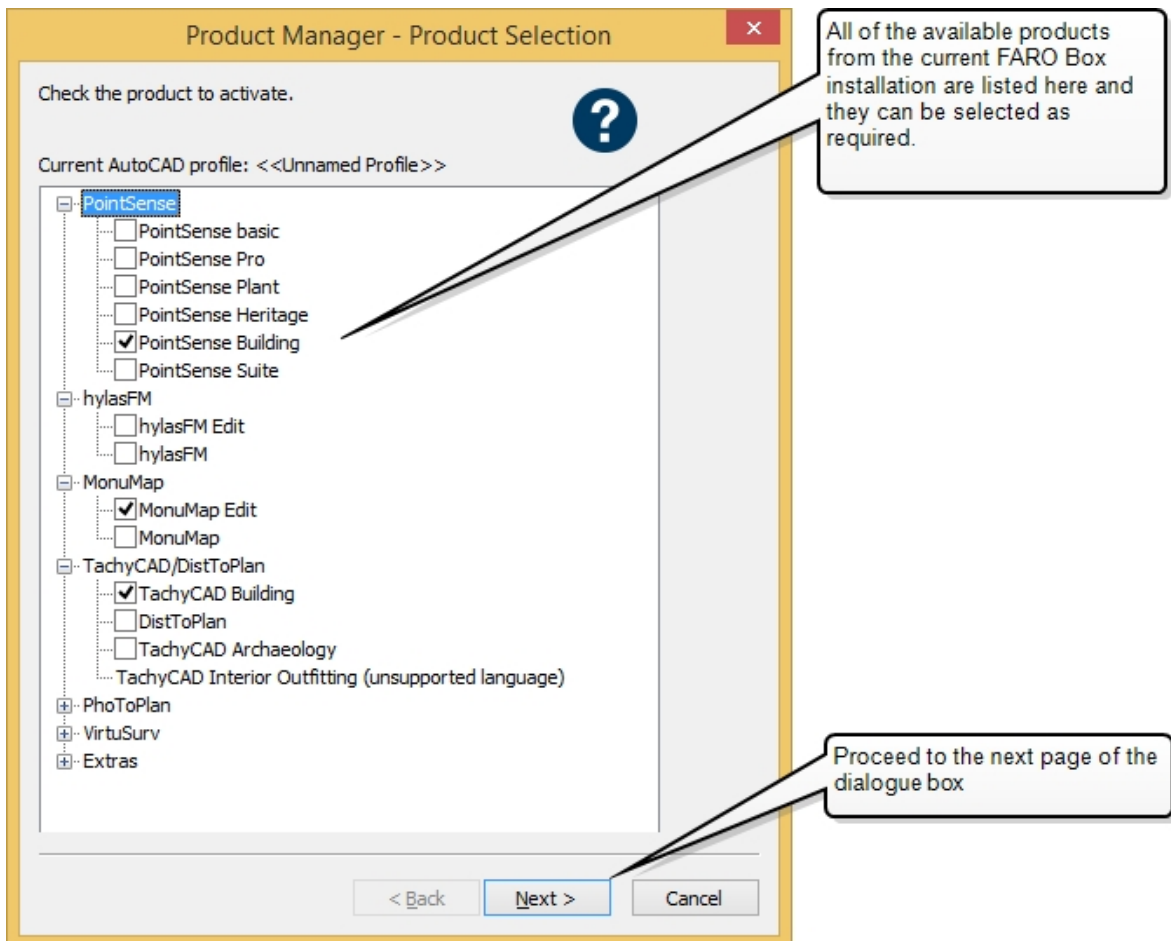 Product Manager - Product Selection
Check the product to activate.
?
Current AutoCAD profile: <<Unnamed Profile>>
PointSense
PointSense basic
PointSense Pro
PointSense Plant
PointSense Heritage
PointSense Building
PointSense Suite
hylasFM
hylasFM Edit
hylasFM
MonuMap
MonuMap Edit
MonuMap
TachyCAD/DistToPlan
TachyCAD Building
DistToPlan
TachyCAD Archaeology
TachyCAD Interior Outfitting (unsupported language)
PhoToPlan
VirtuSurv
Extras
< Back
Next >
Cancel
All of the available products
from the current FARO Box
installation are listed here and
they can be selected as
required.
Proceed to the next page of the
dialogue box